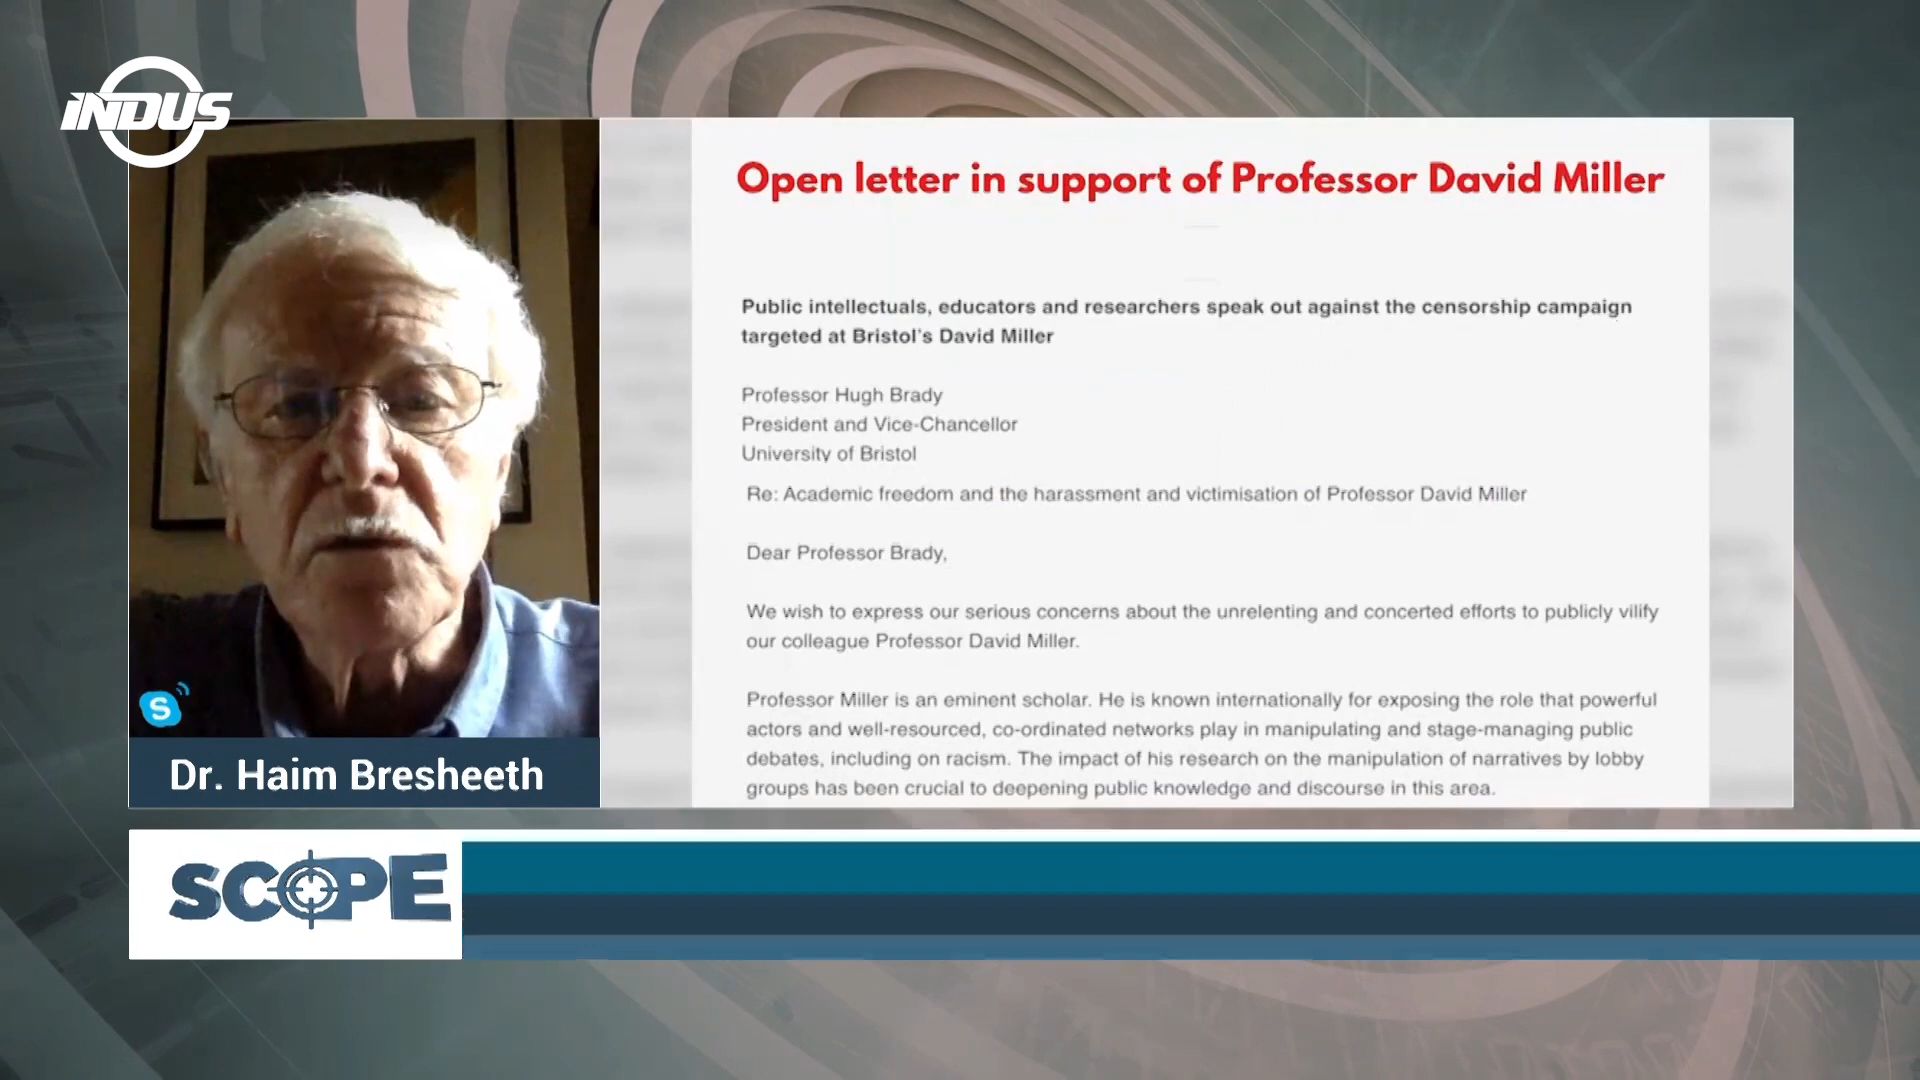 INDUS
Open letter in support of Professor David Miller
Public intellectuals, educators and researchers speak out against the censorship campaign
targeted at Bristol's David Miller
Professor Hugh Brady
President and Vice-Chancellor
University of Bristol
Re: Academic freedom and the harassment and victimisation of Professor David Miller
Dear Professor Brady,
We wish to express our serious concerns about the unrelenting and concerted efforts to publicly vilify
our colleague Professor David Miller.
Professor Miller is an eminent scholar. He is known internationally for exposing the role that powerful
actors and well-resourced, co-ordinated networks play in manipulating and stage-managing public
debates, including on racism. The impact of his research on the manipulation of narratives by lobby
groups has been crucial to deepening public knowledge and discourse in this area.
S
Dr. Haim Bresheeth
SCOPE